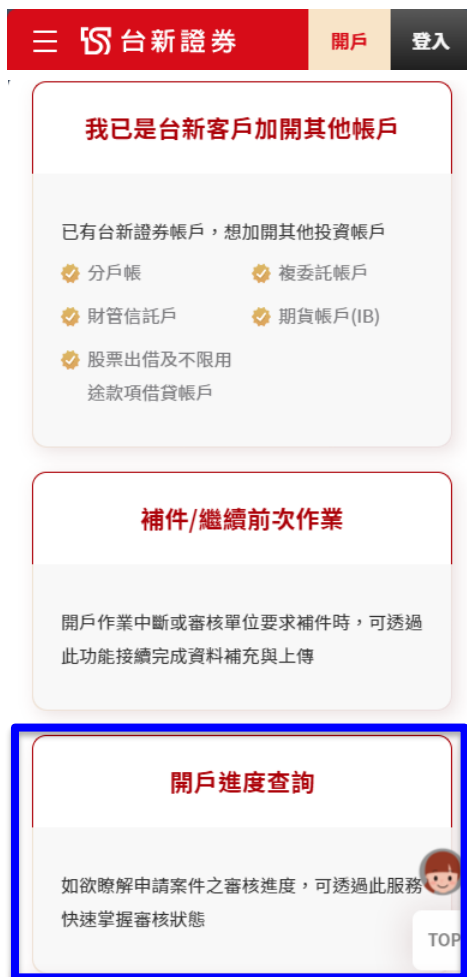 台新證券
開戶
登入
我已是台新客戶加開其他帳戶
已有台新證券帳戶，想加開其他投資帳戶
分戶帳
複委託帳戶
財管信託戶
期貨帳戶(IB)
股票出借及不限用
途款項借貸帳戶
補件/繼續前次作業
開戶作業中斷或審核單位要求補件時，可透過
此功能接續完成資料補充與上傳
開戶進度查詢
如欲瞭解申請案件之審核進度，可透過此服務
快速掌握審核狀態
TOP